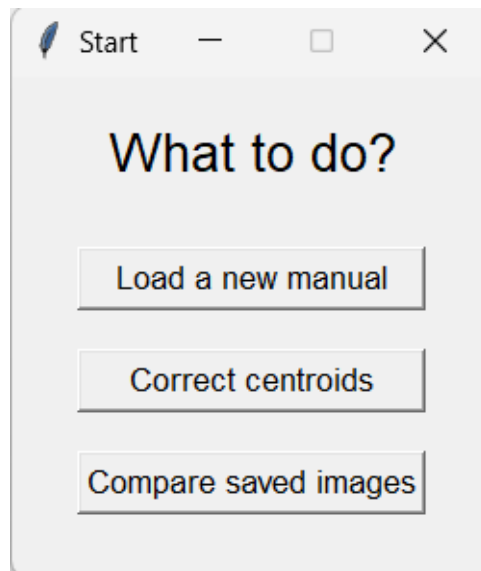 Start
What to do?
Load a new manual
Correct centroids
Compare saved images